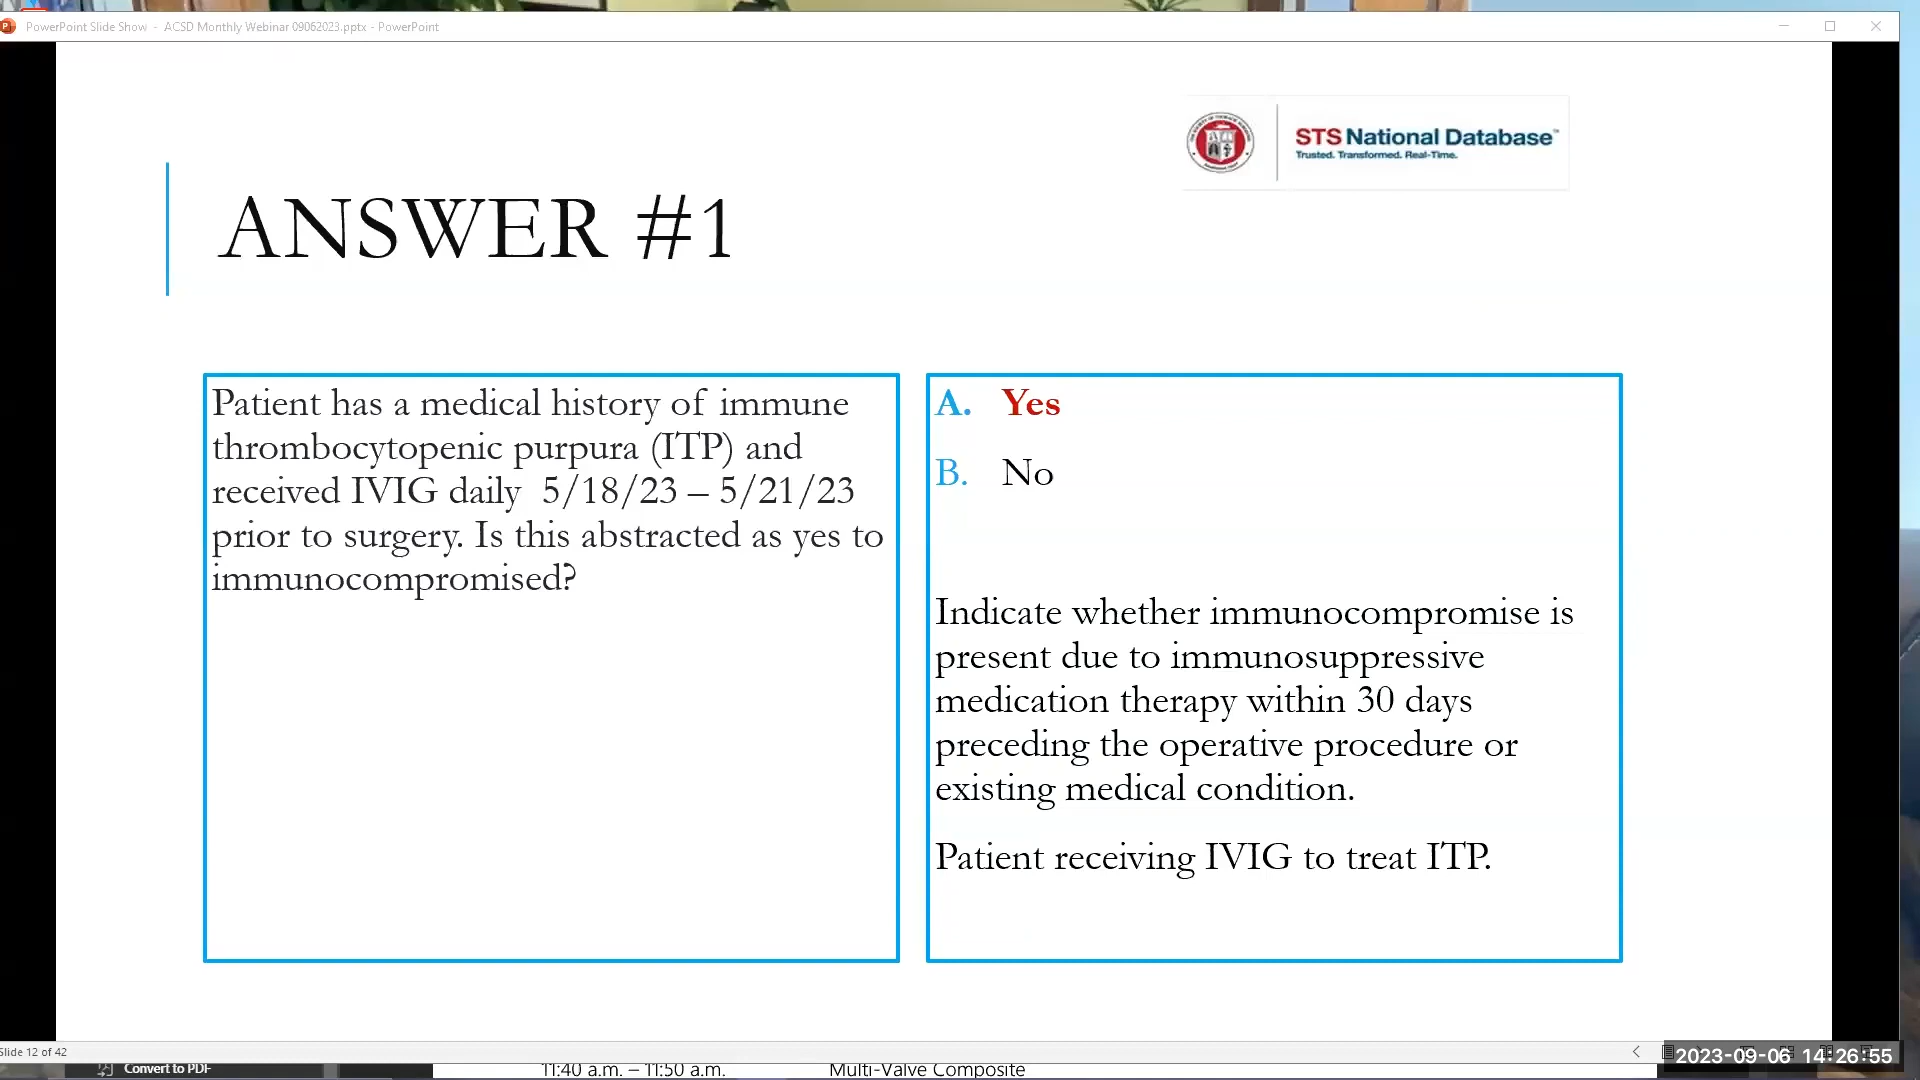 PowerPoint Slide Show - ACSD Monthly Webinar 09062023.pptx - PowerPoint
STS National Database™
Trusted. Transformed. Real-Time.
ANSWER #1
Patient has a medical history of immune
thrombocytopenic purpura (ITP) and
received IVIG daily 5/18/23 – 5/21/23
prior to surgery. Is this abstracted as yes to
immunocompromised?
A. Yes
B. No
Indicate whether immunocompromise is
present due to immunosuppressive
medication therapy within 30 days
preceding the operative procedure or
existing medical condition.
Patient receiving IVIG to treat ITP.
Slide 12 of 42
2023-09-06 14:26:55
Convert to PDF
11:40 a.m. – 11:50 a.m.
Multi-Valve Composite